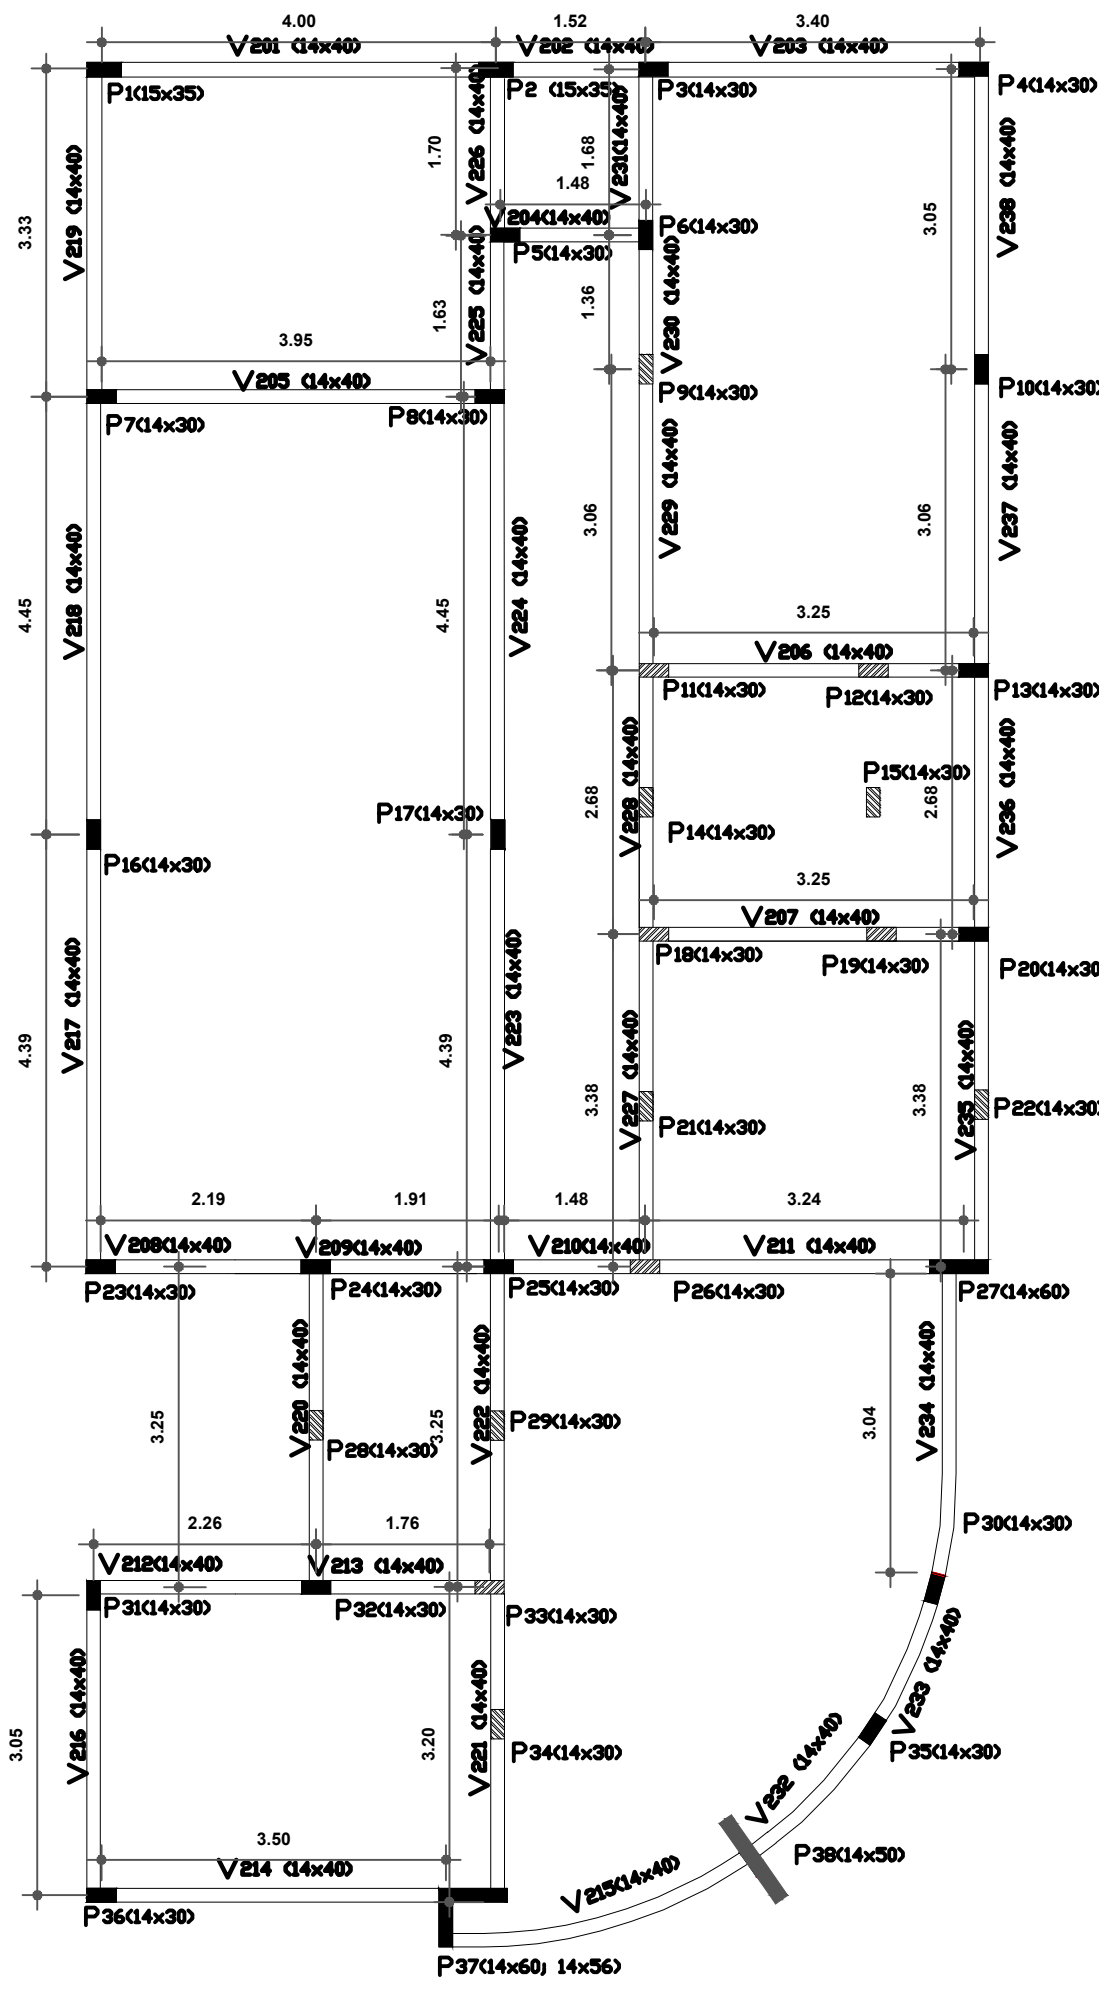 4.00
1.52
3.40
V201 (14x40)
V202 (14x40)
V203 (14x40)
P1(15x35)
P2 (15x35)
P3(14x30)
P4(14x30)
V219 (14x40)
3.33
1.70
V226 (14x40)
1.68
V231(14x40)
1.48
V204(14x40)
P5(14x30)
P6(14x30)
3.05
V238 (14x40)
1.63
V225 (14x40)
1.36
V230 (14x40)
3.95
V205 (14x40)
P7(14x30)
P8(14x30)
P9(14x30)
P10(14x30)
V218 (14x40)
4.45
4.45
V224 (14x40)
3.06
V229 (14x40)
3.06
V237 (14x40)
3.25
V206 (14x40)
P11(14x30)
P12(14x30)
P13(14x30)
P15(14x30)
P17(14x30)
P16(14x30)
2.68
V228 (14x40)
P14(14x30)
2.68
V236 (14x40)
3.25
V207 (14x40)
P18(14x30)
P19(14x30)
P20(14x30
V217 (14x40)
4.39
4.39
V223 (14x40)
3.38
V227 (14x40)
P21(14x30)
3.38
V235 (14x40)
P22(14x30)
2.19
1.91
1.48
3.24
V208(14x40)
V209(14x40)
V210(14x40)
V211 (14x40)
P23(14x30)
P24(14x30)
P25(14x30)
P26(14x30)
P27(14x60)
3.25
V220 (14x40)
P28(14x30)
3.25
V222 (14x40)
P29(14x30)
3.04
V234 (14x40)
P30(14x30)
2.26
1.76
V212(14x40)
V213 (14x40)
P31(14x30)
P32(14x30)
P33(14x30)
3.05
V216 (14x40)
3.20
V221 (14x40)
P34(14x30)
V233 (14x40)
P35(14x30)
V232 (14x40)
P38(14x50)
3.50
V214 (14x40)
V215(14x40)
P36(14x30)
P37(14x60; 14x56)